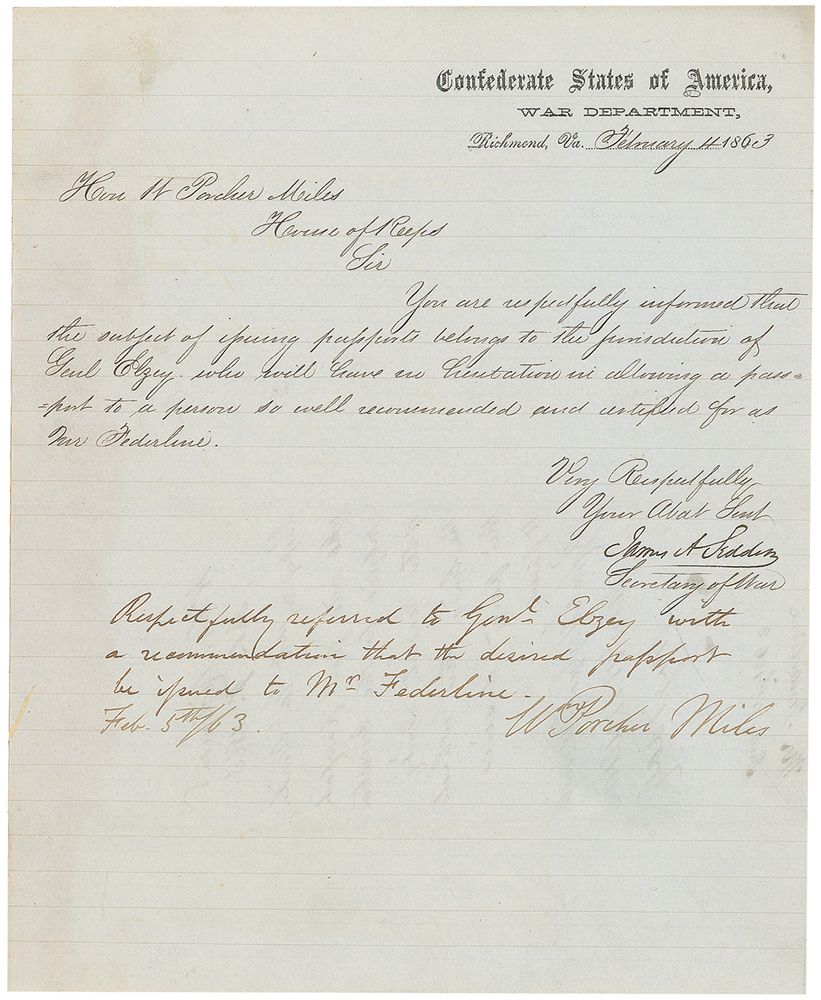 Confederate States of America,
WAR DEPARTMENT,
Richmond, Va. February 4 1863
Hon W Porcher Miles
House of Reps
Sir
You are respectfully informed that
the subject of issuing passports belongs to the jurisdiction of
Genl Elzey. who will have no hesitation in allowing a pass=
=port to a person so well recommended and certified for as
Mr Federline.
Very Respectfully
Your Obdt Servt
James A Seddon
Secretary of War
Respectfully referred to Genl. Elzey with
a recommendation that the desired passport
be issued to Mr Federline.
Feb. 5th/63.
Wm Porcher Miles